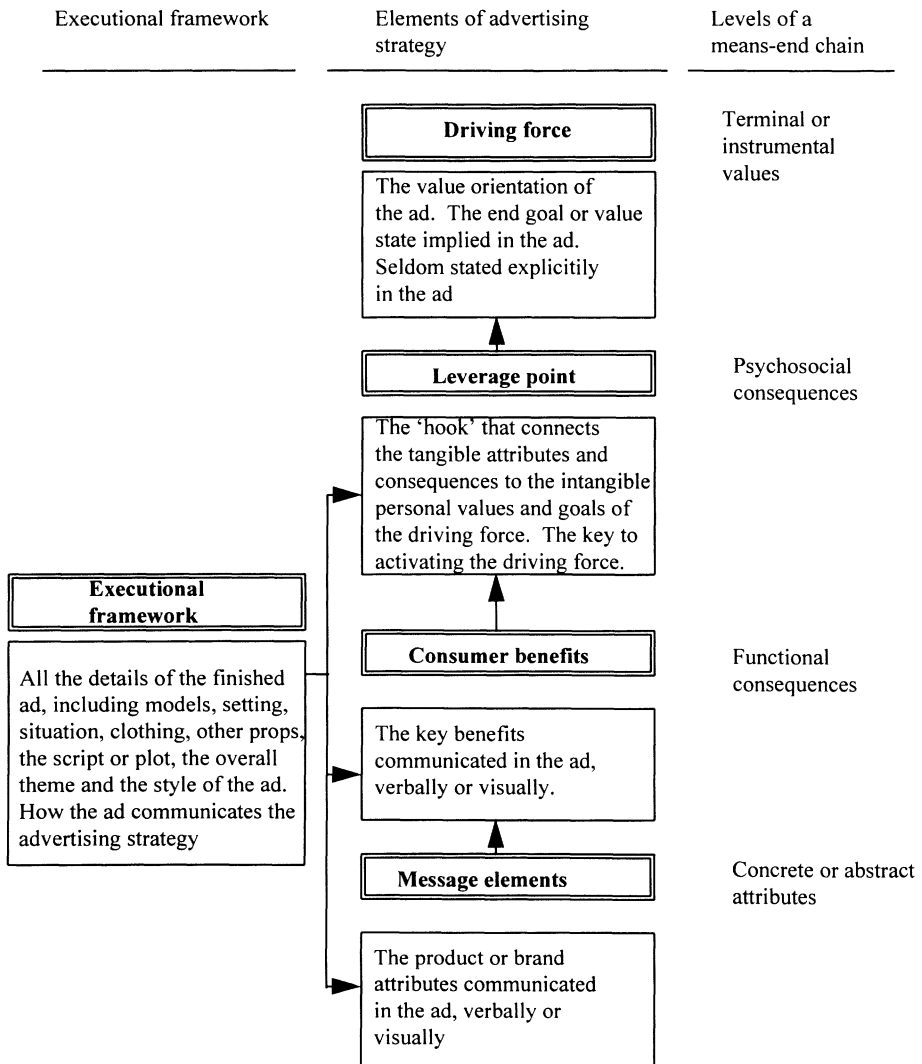 Executional framework
Elements of advertising
strategy
Levels of a
means-end chain
Driving force
The value orientation of
the ad. The end goal or value
state implied in the ad.
Seldom stated explicitily
in the ad
Terminal or
instrumental
values
Leverage point
The ‘hook’ that connects
the tangible attributes and
consequences to the intangible
personal values and goals of
the driving force. The key to
activating the driving force.
Psychosocial
consequences
Executional
framework
All the details of the finished
ad, including models, setting,
situation, clothing, other props,
the script or plot, the overall
theme and the style of the ad.
How the ad communicates the
advertising strategy
Consumer benefits
The key benefits
communicated in the ad,
verbally or visually.
Functional
consequences
Message elements
The product or brand
attributes communicated
in the ad, verbally or
visually
Concrete or abstract
attributes